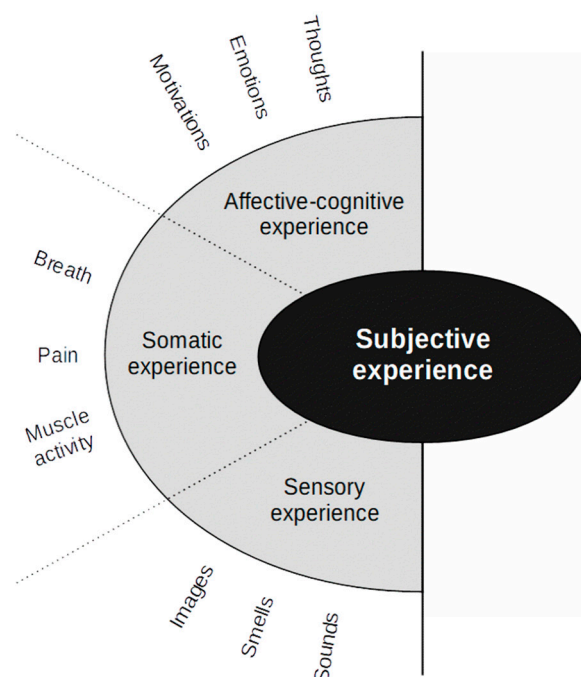 Thoughts
Emotions
Motivations
Affective-cognitive
experience
Breath
Pain
Muscle
activity
Somatic
experience
Subjective
experience
Sensory
experience
Images
Smells
Sounds